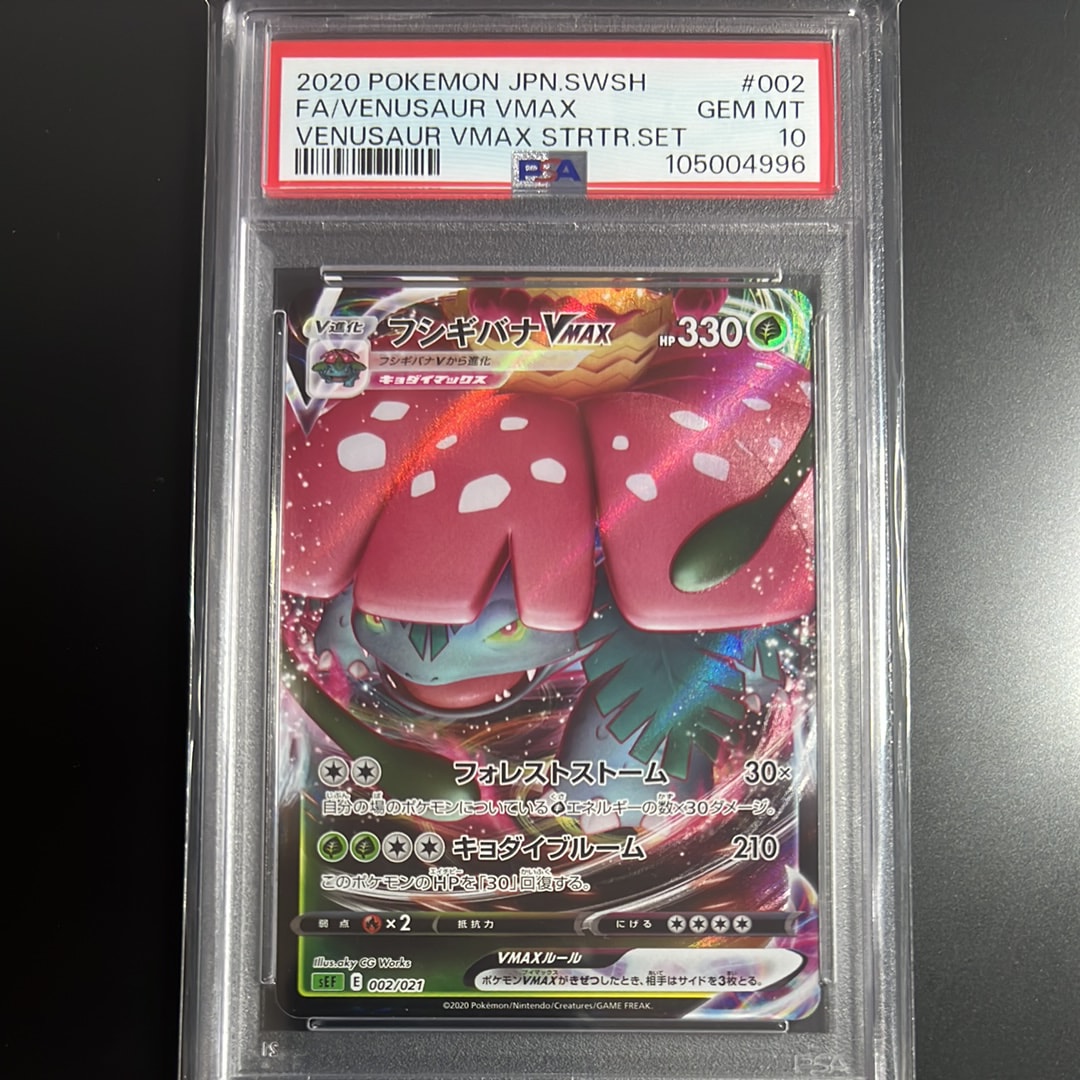 2020 POKEMON JPN.SWSH #002
FA/VENUSAUR VMAX GEM MT
VENUSAUR VMAX STRTR.SET 10
PSA 105004996
V進化 フシギバナVMAX HP330
フシギバナVから進化
キョダイマックス
フォレストストーム 30×
自分の場のポケモンについている エネルギーの数×30ダメージ。
キョダイブルーム 210
このポケモンのHPを「30」回復する。
弱点 ×2 抵抗力 にげる
Illus.aky CG Works
VMAXルール
ポケモンVMAXがきぜつしたとき、相手はサイドを3枚とる。
sEF E 002/021
©2020 Pokémon/Nintendo/Creatures/GAME FREAK.
PSA